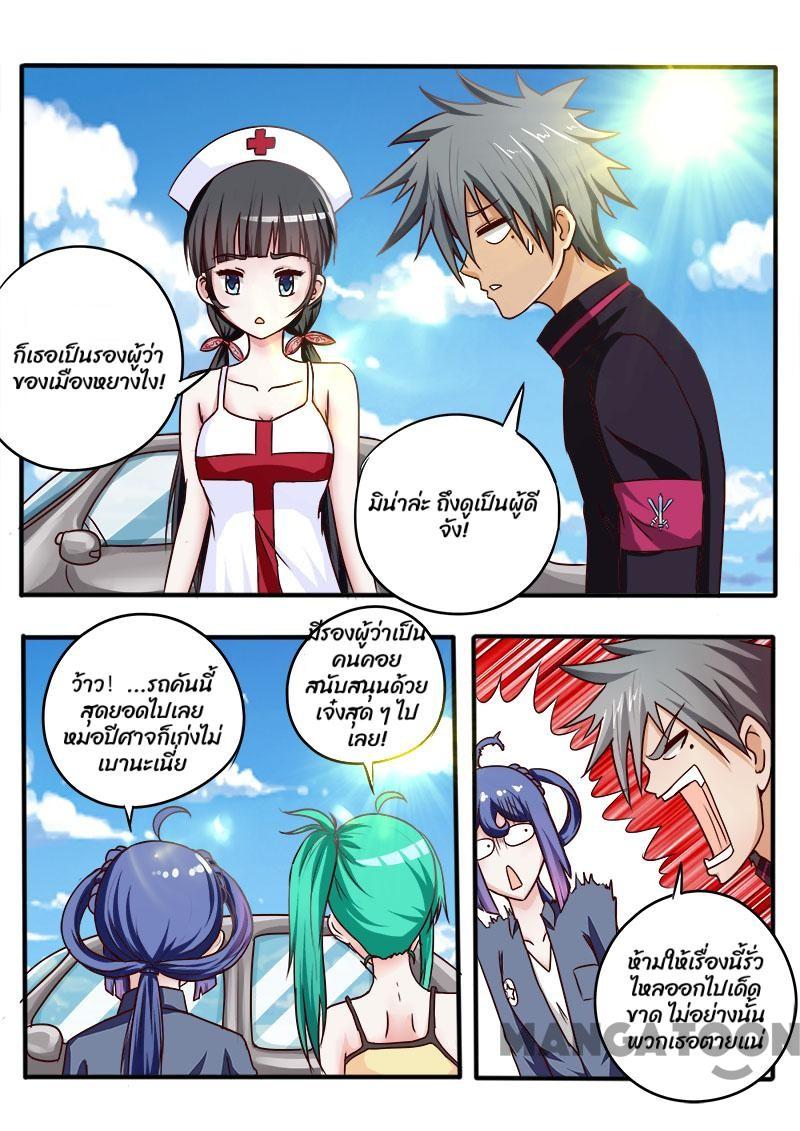 ก็เธอเป็นรองผู้ว่า
ของเมืองหยางไง!
มิน่าล่ะ ถึงดูเป็นผู้ดี
จัง!
ว้าว! ...รถคันนี้
สุดยอดไปเลย
หมอปีศาจก็เก่งไม่
เบานะเนี่ย
มีรองผู้ว่าเป็น
คนคอย
สนับสนุนด้วย
เจ๋งสุด ๆ ไป
เลย!
ห้ามให้เรื่องนี้รั่ว
ไหลออกไปเด็ด
ขาด ไม่อย่างนั้น
พวกเธอตายแน่
MANGATOON